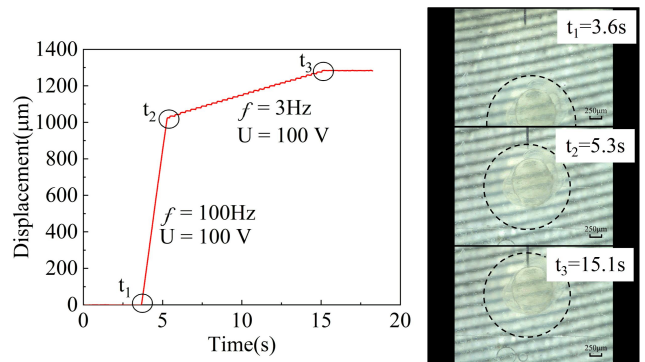 1400
1200
1000
800
600
400
200
0
Displacement(μm)
0
5
10
15
20
Time(s)
t₁
t₂
t₃
f = 3Hz
U = 100 V
f = 100Hz
U = 100 V
t₁=3.6s
250μm
t₂=5.3s
250μm
t₃=15.1s
250μm